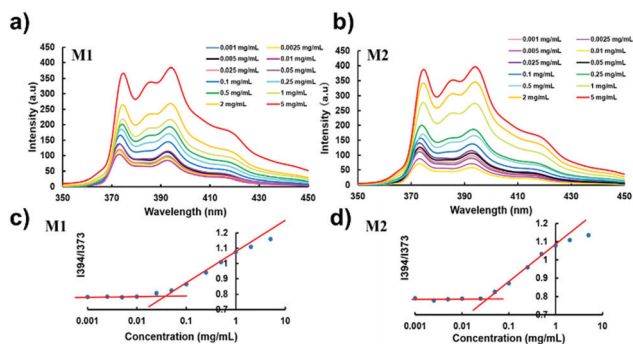 a) M1
Intensity (a.u)
450
400
350
300
250
200
150
100
50
0
0.001 mg/mL 0.0025 mg/mL
0.005 mg/mL 0.01 mg/mL
0.025 mg/mL 0.05 mg/mL
0.1 mg/mL 0.25 mg/mL
0.5 mg/mL 1 mg/mL
2 mg/mL 5 mg/mL
350 370 390 410 430 450
Wavelength (nm)
b) M2
Intensity (a.u)
450
400
350
300
250
200
150
100
50
0
0.001 mg/mL 0.0025 mg/mL
0.005 mg/mL 0.01 mg/mL
0.025 mg/mL 0.05 mg/mL
0.1 mg/mL 0.25 mg/mL
0.5 mg/mL 1 mg/mL
2 mg/mL 5 mg/mL
350 370 390 410 430 450
Wavelength (nm)
c) M1
I394/I373
1.3
1.2
1.1
1
0.9
0.8
0.7
0.001 0.01 0.1 1 10
Concentration (mg/mL)
d) M2
I394/I373
1.3
1.2
1.1
1
0.9
0.8
0.7
0.001 0.01 0.1 1 10
Concentration (mg/mL)